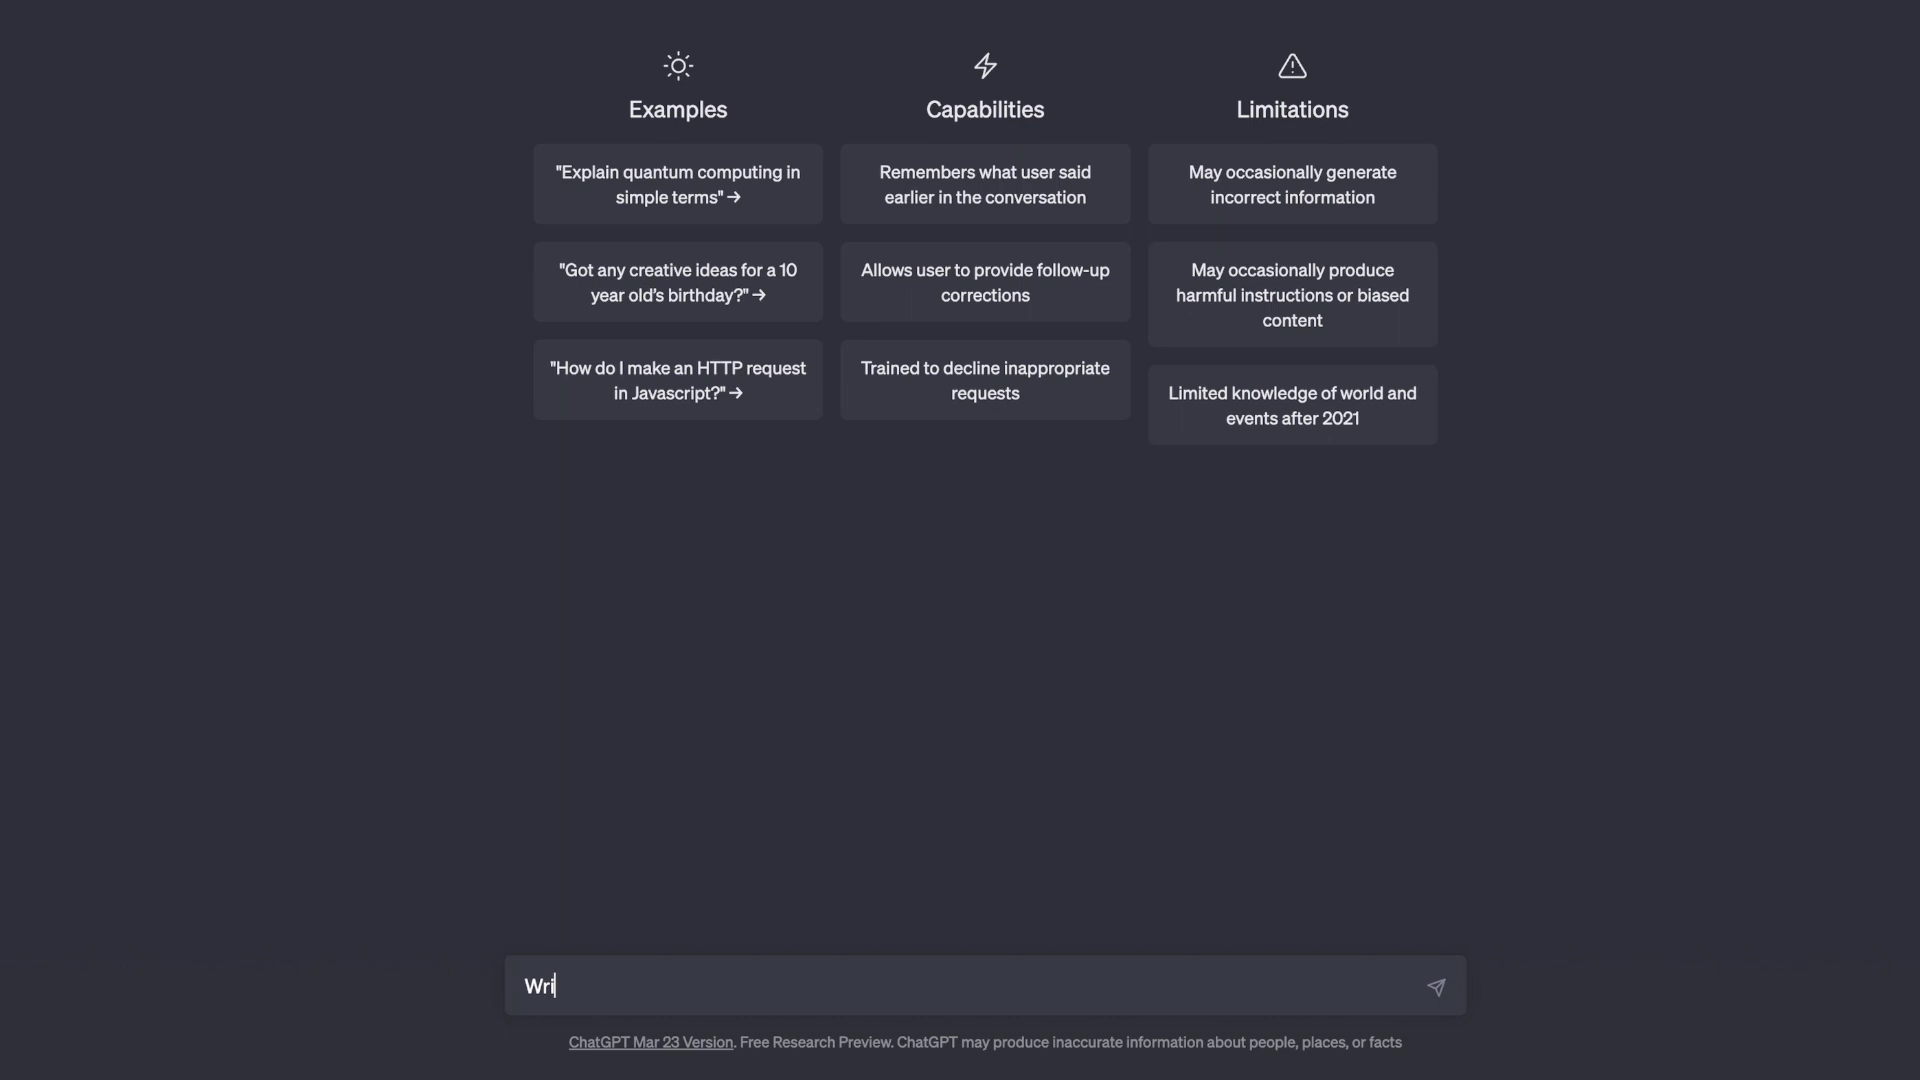 Examples
"Explain quantum computing in
simple terms" →
"Got any creative ideas for a 10
year old's birthday?" →
"How do I make an HTTP request
in Javascript?" →
Capabilities
Remembers what user said
earlier in the conversation
Allows user to provide follow-up
corrections
Trained to decline inappropriate
requests
Limitations
May occasionally generate
incorrect information
May occasionally produce
harmful instructions or biased
content
Limited knowledge of world and
events after 2021
Wri
ChatGPT Mar 23 Version. Free Research Preview. ChatGPT may produce inaccurate information about people, places, or facts